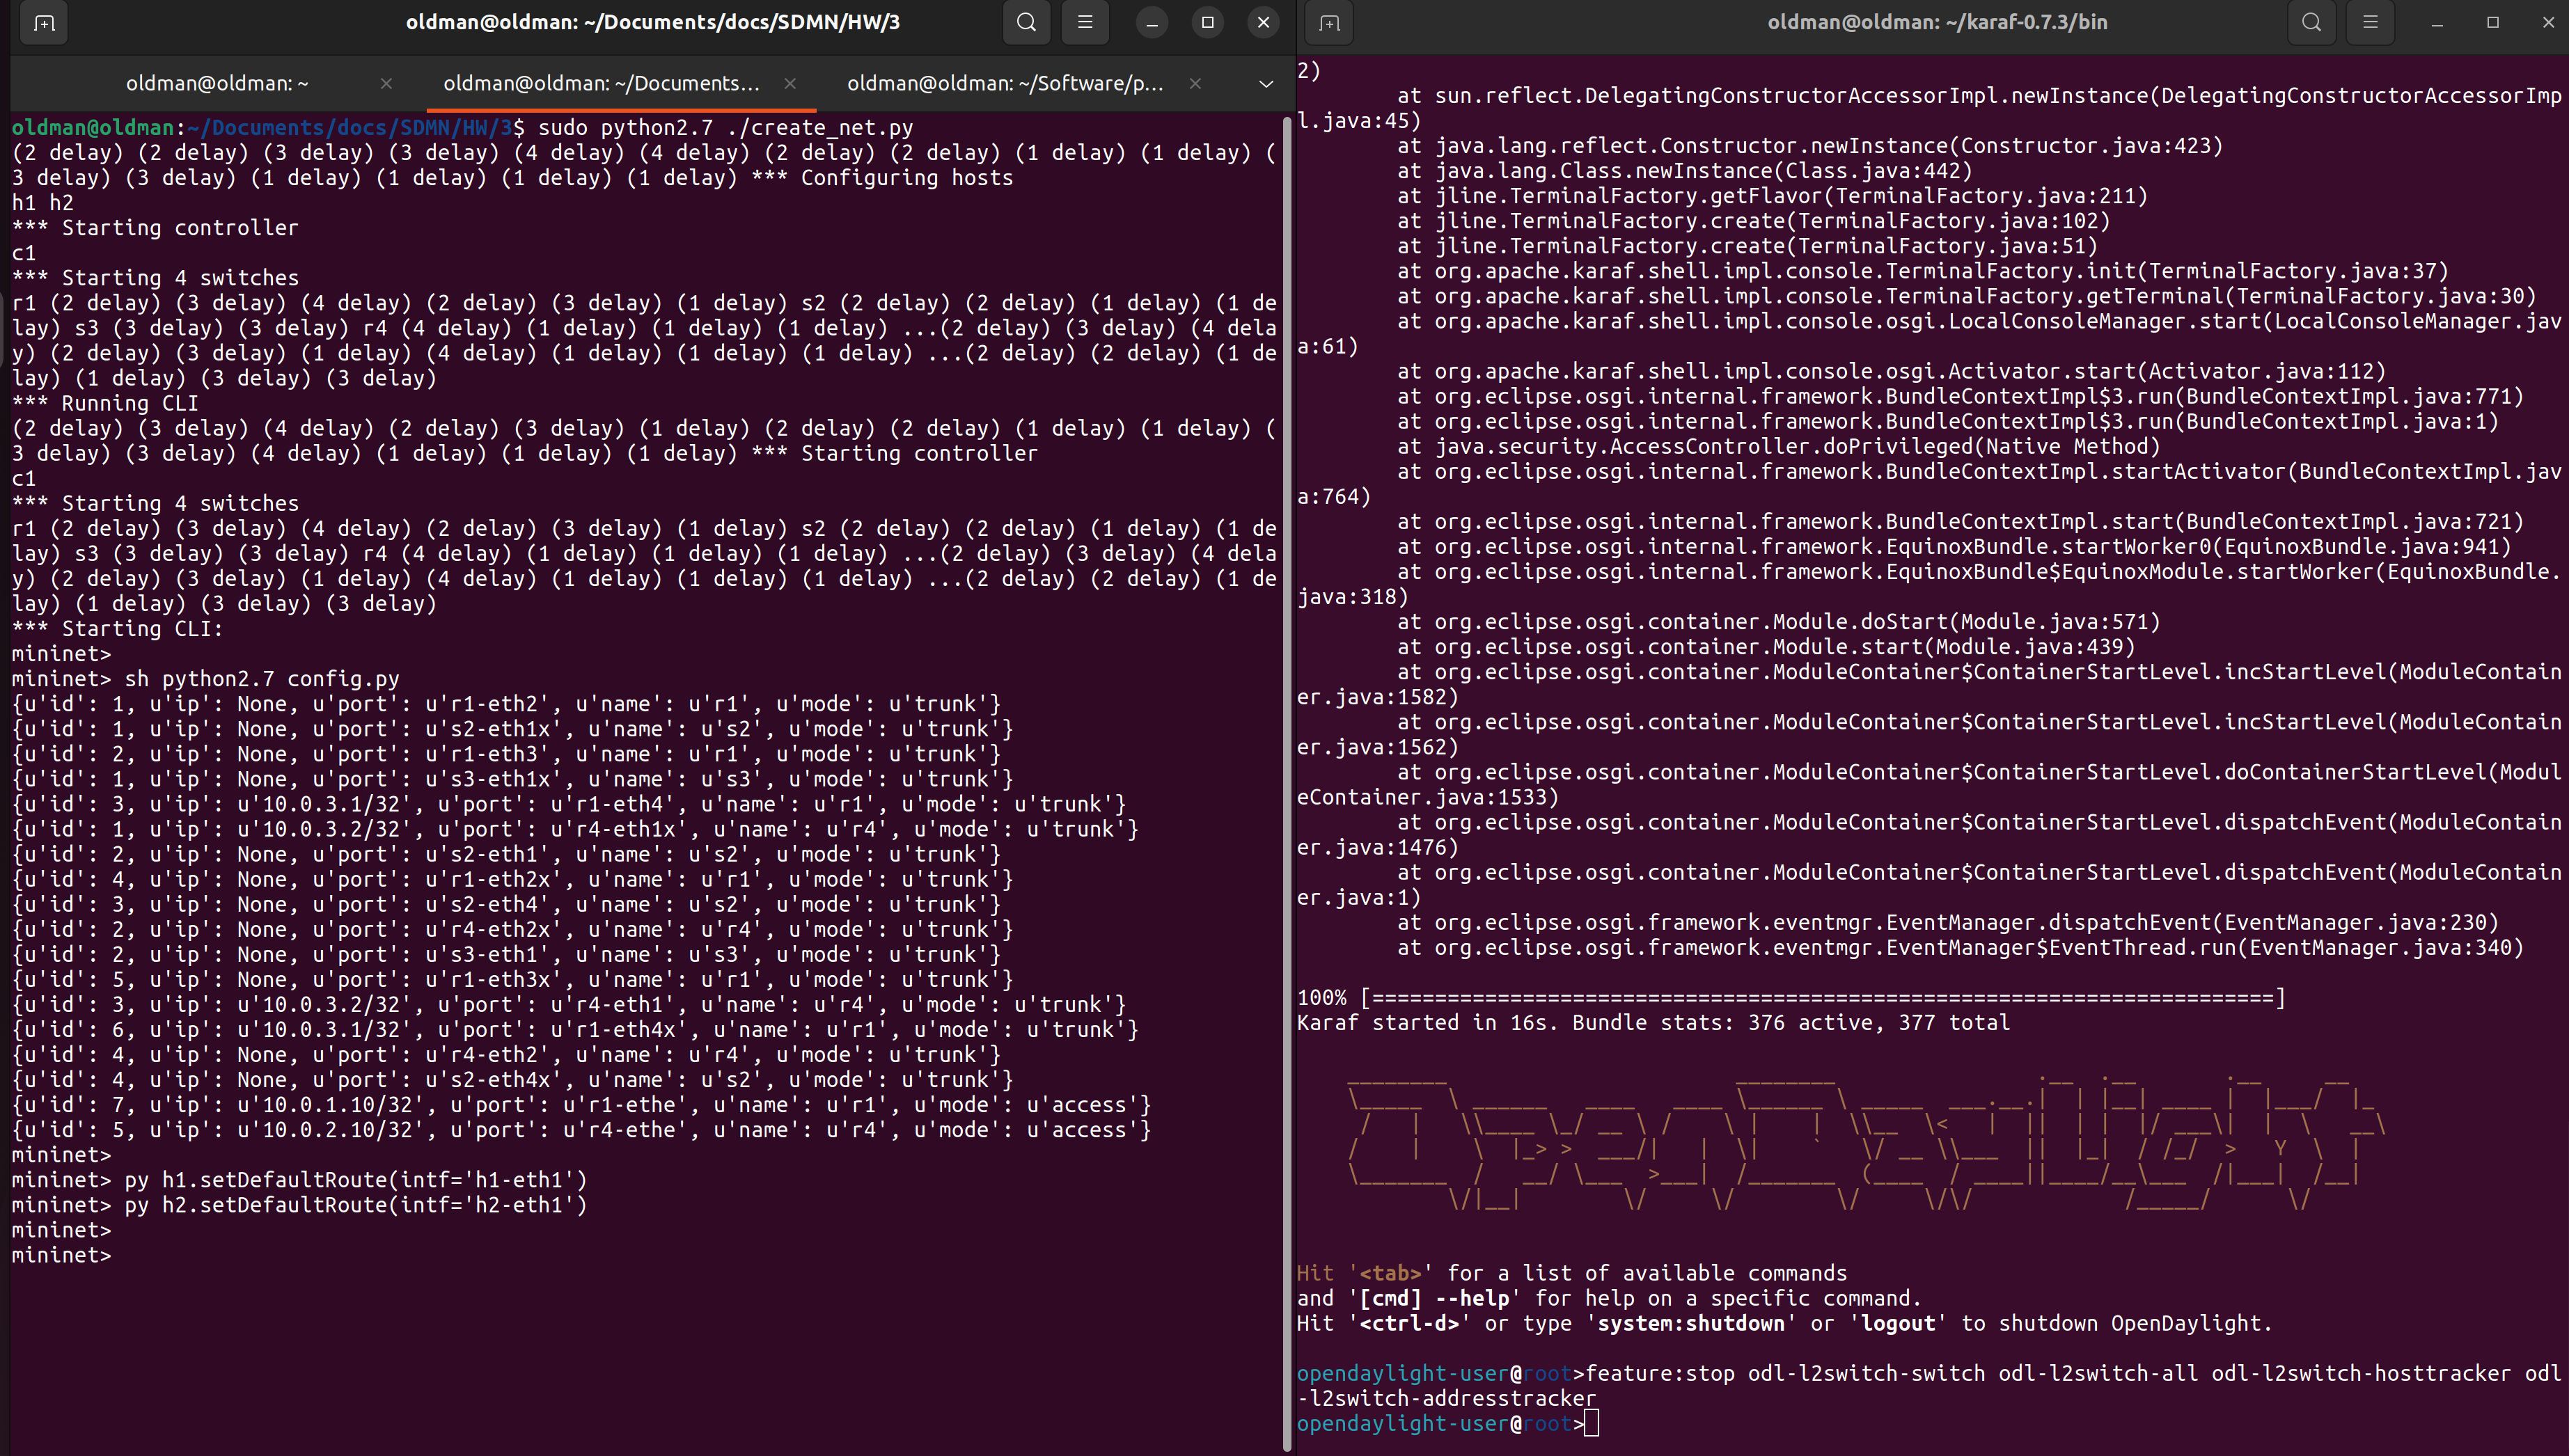 oldman@oldman: ~/Documents/docs/SDMN/HW/3
oldman@oldman: ~
oldman@oldman: ~/Documents...
oldman@oldman: ~/Software/p...
oldman@oldman:~/Documents/docs/SDMN/HW/3$ sudo python2.7 ./create_net.py
(2 delay) (2 delay) (3 delay) (3 delay) (4 delay) (4 delay) (2 delay) (2 delay) (1 delay) (1 delay) (
3 delay) (3 delay) (1 delay) (1 delay) (1 delay) (1 delay) *** Configuring hosts
h1 h2
*** Starting controller
c1
*** Starting 4 switches
r1 (2 delay) (3 delay) (4 delay) (2 delay) (3 delay) (1 delay) s2 (2 delay) (2 delay) (1 delay) (1 de
lay) s3 (3 delay) (3 delay) r4 (4 delay) (1 delay) (1 delay) (1 delay) ...(2 delay) (3 delay) (4 dela
y) (2 delay) (3 delay) (1 delay) (4 delay) (1 delay) (1 delay) (1 delay) ...(2 delay) (2 delay) (1 de
lay) (1 delay) (3 delay) (3 delay)
*** Running CLI
(2 delay) (3 delay) (4 delay) (2 delay) (3 delay) (1 delay) (2 delay) (2 delay) (1 delay) (1 delay) (
3 delay) (3 delay) (4 delay) (1 delay) (1 delay) (1 delay) *** Starting controller
c1
*** Starting 4 switches
r1 (2 delay) (3 delay) (4 delay) (2 delay) (3 delay) (1 delay) s2 (2 delay) (2 delay) (1 delay) (1 de
lay) s3 (3 delay) (3 delay) r4 (4 delay) (1 delay) (1 delay) (1 delay) ...(2 delay) (3 delay) (4 dela
y) (2 delay) (3 delay) (1 delay) (4 delay) (1 delay) (1 delay) (1 delay) ...(2 delay) (2 delay) (1 de
lay) (1 delay) (3 delay) (3 delay)
*** Starting CLI:
mininet>
mininet> sh python2.7 config.py
{u'id': 1, u'ip': None, u'port': u'r1-eth2', u'name': u'r1', u'mode': u'trunk'}
{u'id': 1, u'ip': None, u'port': u's2-eth1x', u'name': u's2', u'mode': u'trunk'}
{u'id': 2, u'ip': None, u'port': u'r1-eth3', u'name': u'r1', u'mode': u'trunk'}
{u'id': 1, u'ip': None, u'port': u's3-eth1x', u'name': u's3', u'mode': u'trunk'}
{u'id': 3, u'ip': u'10.0.3.1/32', u'port': u'r1-eth4', u'name': u'r1', u'mode': u'trunk'}
{u'id': 1, u'ip': u'10.0.3.2/32', u'port': u'r4-eth1x', u'name': u'r4', u'mode': u'trunk'}
{u'id': 2, u'ip': None, u'port': u's2-eth1', u'name': u's2', u'mode': u'trunk'}
{u'id': 4, u'ip': None, u'port': u'r1-eth2x', u'name': u'r1', u'mode': u'trunk'}
{u'id': 3, u'ip': None, u'port': u's2-eth4', u'name': u's2', u'mode': u'trunk'}
{u'id': 2, u'ip': None, u'port': u'r4-eth2x', u'name': u'r4', u'mode': u'trunk'}
{u'id': 2, u'ip': None, u'port': u's3-eth1', u'name': u's3', u'mode': u'trunk'}
{u'id': 5, u'ip': None, u'port': u'r1-eth3x', u'name': u'r1', u'mode': u'trunk'}
{u'id': 3, u'ip': u'10.0.3.2/32', u'port': u'r4-eth1', u'name': u'r4', u'mode': u'trunk'}
{u'id': 6, u'ip': u'10.0.3.1/32', u'port': u'r1-eth4x', u'name': u'r1', u'mode': u'trunk'}
{u'id': 4, u'ip': None, u'port': u'r4-eth2', u'name': u'r4', u'mode': u'trunk'}
{u'id': 4, u'ip': None, u'port': u's2-eth4x', u'name': u's2', u'mode': u'trunk'}
{u'id': 7, u'ip': u'10.0.1.10/32', u'port': u'r1-ethe', u'name': u'r1', u'mode': u'access'}
{u'id': 5, u'ip': u'10.0.2.10/32', u'port': u'r4-ethe', u'name': u'r4', u'mode': u'access'}
mininet>
mininet> py h1.setDefaultRoute(intf='h1-eth1')
mininet> py h2.setDefaultRoute(intf='h2-eth1')
mininet>
mininet>
oldman@oldman: ~/karaf-0.7.3/bin
2)
at sun.reflect.DelegatingConstructorAccessorImpl.newInstance(DelegatingConstructorAccessorImp
l.java:45)
at java.lang.reflect.Constructor.newInstance(Constructor.java:423)
at java.lang.Class.newInstance(Class.java:442)
at jline.TerminalFactory.getFlavor(TerminalFactory.java:211)
at jline.TerminalFactory.create(TerminalFactory.java:102)
at jline.TerminalFactory.create(TerminalFactory.java:51)
at org.apache.karaf.shell.impl.console.TerminalFactory.init(TerminalFactory.java:37)
at org.apache.karaf.shell.impl.console.TerminalFactory.getTerminal(TerminalFactory.java:30)
at org.apache.karaf.shell.impl.console.osgi.LocalConsoleManager.start(LocalConsoleManager.jav
a:61)
at org.apache.karaf.shell.impl.console.osgi.Activator.start(Activator.java:112)
at org.eclipse.osgi.internal.framework.BundleContextImpl$3.run(BundleContextImpl.java:771)
at org.eclipse.osgi.internal.framework.BundleContextImpl$3.run(BundleContextImpl.java:1)
at java.security.AccessController.doPrivileged(Native Method)
at org.eclipse.osgi.internal.framework.BundleContextImpl.startActivator(BundleContextImpl.jav
a:764)
at org.eclipse.osgi.internal.framework.BundleContextImpl.start(BundleContextImpl.java:721)
at org.eclipse.osgi.internal.framework.EquinoxBundle.startWorker0(EquinoxBundle.java:941)
at org.eclipse.osgi.internal.framework.EquinoxBundle$EquinoxModule.startWorker(EquinoxBundle.
java:318)
at org.eclipse.osgi.container.Module.doStart(Module.java:571)
at org.eclipse.osgi.container.Module.start(Module.java:439)
at org.eclipse.osgi.container.ModuleContainer$ContainerStartLevel.incStartLevel(ModuleContain
er.java:1582)
at org.eclipse.osgi.container.ModuleContainer$ContainerStartLevel.incStartLevel(ModuleContain
er.java:1562)
at org.eclipse.osgi.container.ModuleContainer$ContainerStartLevel.doContainerStartLevel(Modul
eContainer.java:1533)
at org.eclipse.osgi.container.ModuleContainer$ContainerStartLevel.dispatchEvent(ModuleContain
er.java:1476)
at org.eclipse.osgi.container.ModuleContainer$ContainerStartLevel.dispatchEvent(ModuleContain
er.java:1)
at org.eclipse.osgi.framework.eventmgr.EventManager.dispatchEvent(EventManager.java:230)
at org.eclipse.osgi.framework.eventmgr.EventManager$EventThread.run(EventManager.java:340)
100% [========================================================================]
Karaf started in 16s. Bundle stats: 376 active, 377 total
OpenDaylight
Hit '<tab>' for a list of available commands
and '[cmd] --help' for help on a specific command.
Hit '<ctrl-d>' or type 'system:shutdown' or 'logout' to shutdown OpenDaylight.
opendaylight-user@root>feature:stop odl-l2switch-switch odl-l2switch-all odl-l2switch-hosttracker odl
-l2switch-addresstracker
opendaylight-user@root>